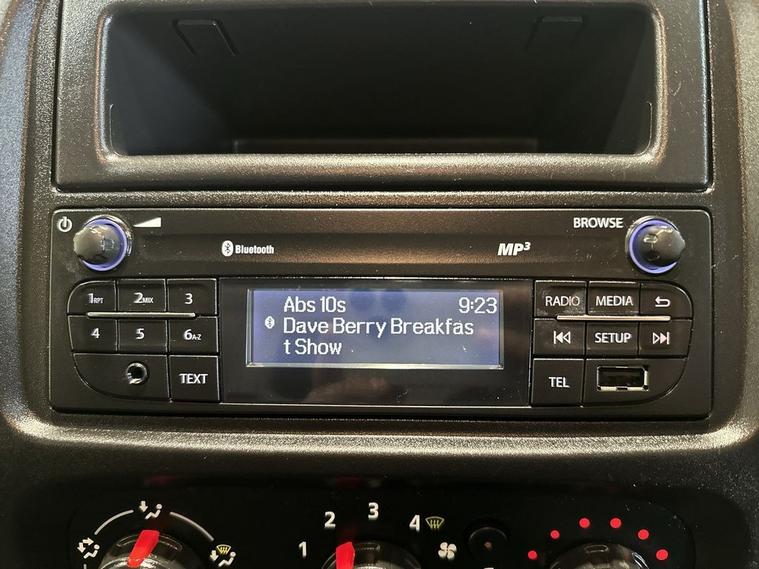 BROWSE
Bluetooth
MP3
1RPT 2MIX 3
Abs 10s 9:23
RADIO MEDIA
Dave Berry Breakfas
t Show
4 5 6A-Z
SETUP
TEXT
TEL
1 2 3 4